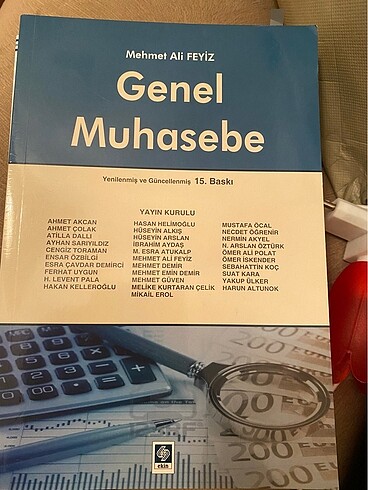 Mehmet Ali FEYİZ
Genel
Muhasebe
Yenilenmiş ve Güncellenmiş 15. Baskı
YAYIN KURULU
AHMET AKCAN
AHMET ÇOLAK
ATİLLA DALLI
AYHAN SARIYILDIZ
CENGİZ TORAMAN
ENSAR ÖZBİLGİ
ESRA ÇAVDAR DEMİRCİ
FERHAT UYGUN
H. LEVENT PALA
HAKAN KELLEROĞLU
HASAN HELİMOĞLU
HÜSEYİN ALKIŞ
HÜSEYİN ARSLAN
İBRAHİM AYDAŞ
M. ESRA ATUKALP
MEHMET ALİ FEYİZ
MEHMET DEMİR
MEHMET EMİN DEMİR
MEHMET GÜVEN
MELİKE KURTARAN ÇELİK
MİKAİL EROL
MUSTAFA ÖCAL
NECDET ÖĞRENİR
NERMİN AKYEL
N. ARSLAN ÖZTÜRK
ÖMER ALİ POLAT
ÖMER İSKENDER
SEBAHATTİN KOÇ
SUAT KARA
YAKUP ÜLKER
HARUN ALTUNOK
200
200
200
ekin